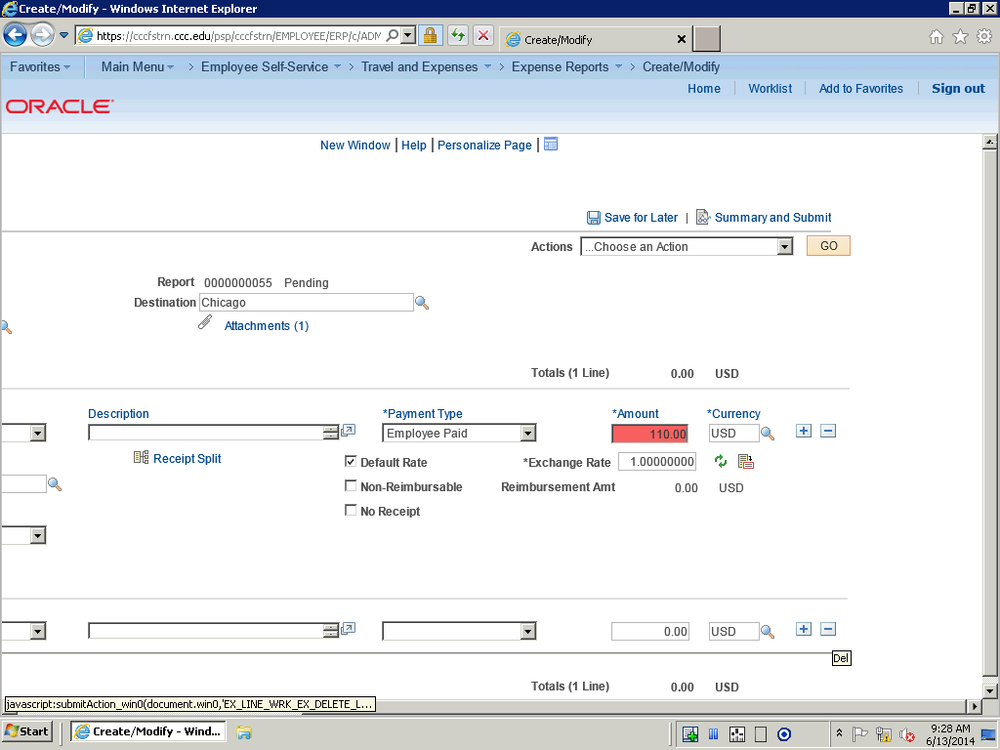 Create/Modify - Windows Internet Explorer
https://cccfstrn.ccc.edu/psp/cccfstrn/EMPLOYEE/ERP/c/ADM
Create/Modify
Favorites Main Menu > Employee Self-Service > Travel and Expenses > Expense Reports > Create/Modify
Home Worklist Add to Favorites Sign out
ORACLE
New Window | Help | Personalize Page |
Save for Later | Summary and Submit
Actions ...Choose an Action GO
Report 0000000055 Pending
Destination Chicago
Attachments (1)
Totals (1 Line) 0.00 USD
Description *Payment Type *Amount *Currency
Employee Paid 110.00 USD
Receipt Split Default Rate *Exchange Rate 1.00000000
Non-Reimbursable Reimbursement Amt 0.00 USD
No Receipt
0.00 USD
Del
Totals (1 Line) 0.00 USD
javascript:submitAction_win0(document.win0,'EX_LINE_WRK_EX_DELETE_L...
Start Create/Modify - Wind... 9:28 AM
6/13/2014